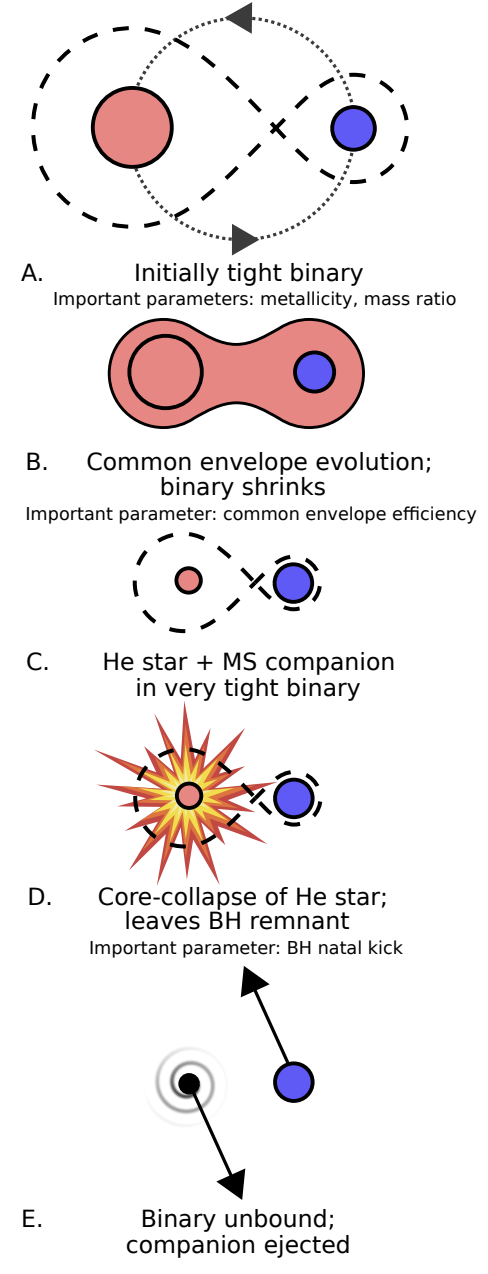 A. Initially tight binary
Important parameters: metallicity, mass ratio
B. Common envelope evolution;
binary shrinks
Important parameter: common envelope efficiency
C. He star + MS companion
in very tight binary
D. Core-collapse of He star;
leaves BH remnant
Important parameter: BH natal kick
E. Binary unbound;
companion ejected